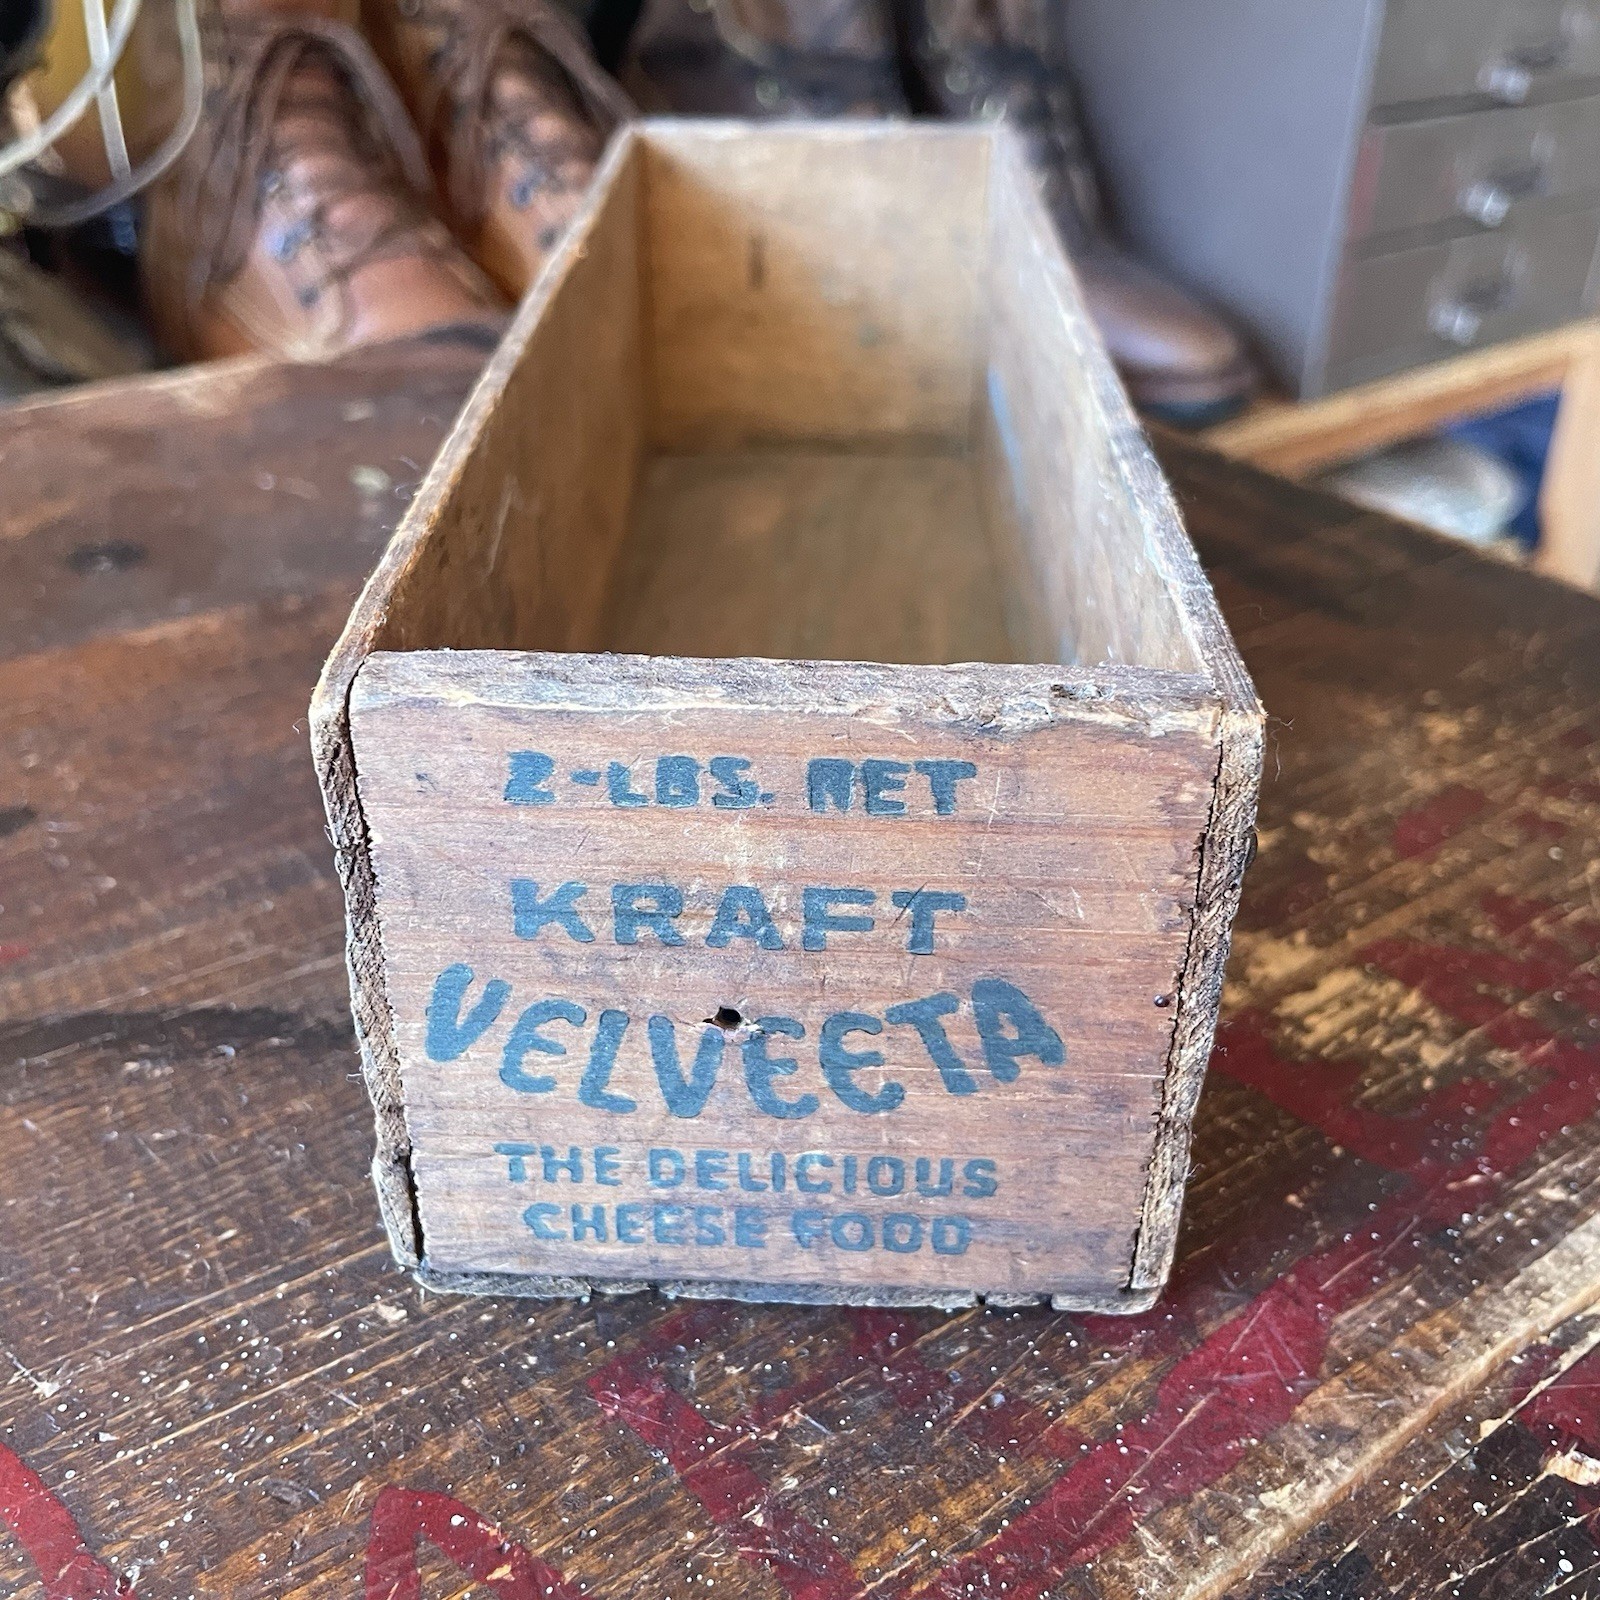 2-LBS. NET
KRAFT
VELVEETA
THE DELICIOUS
CHEESE FOOD